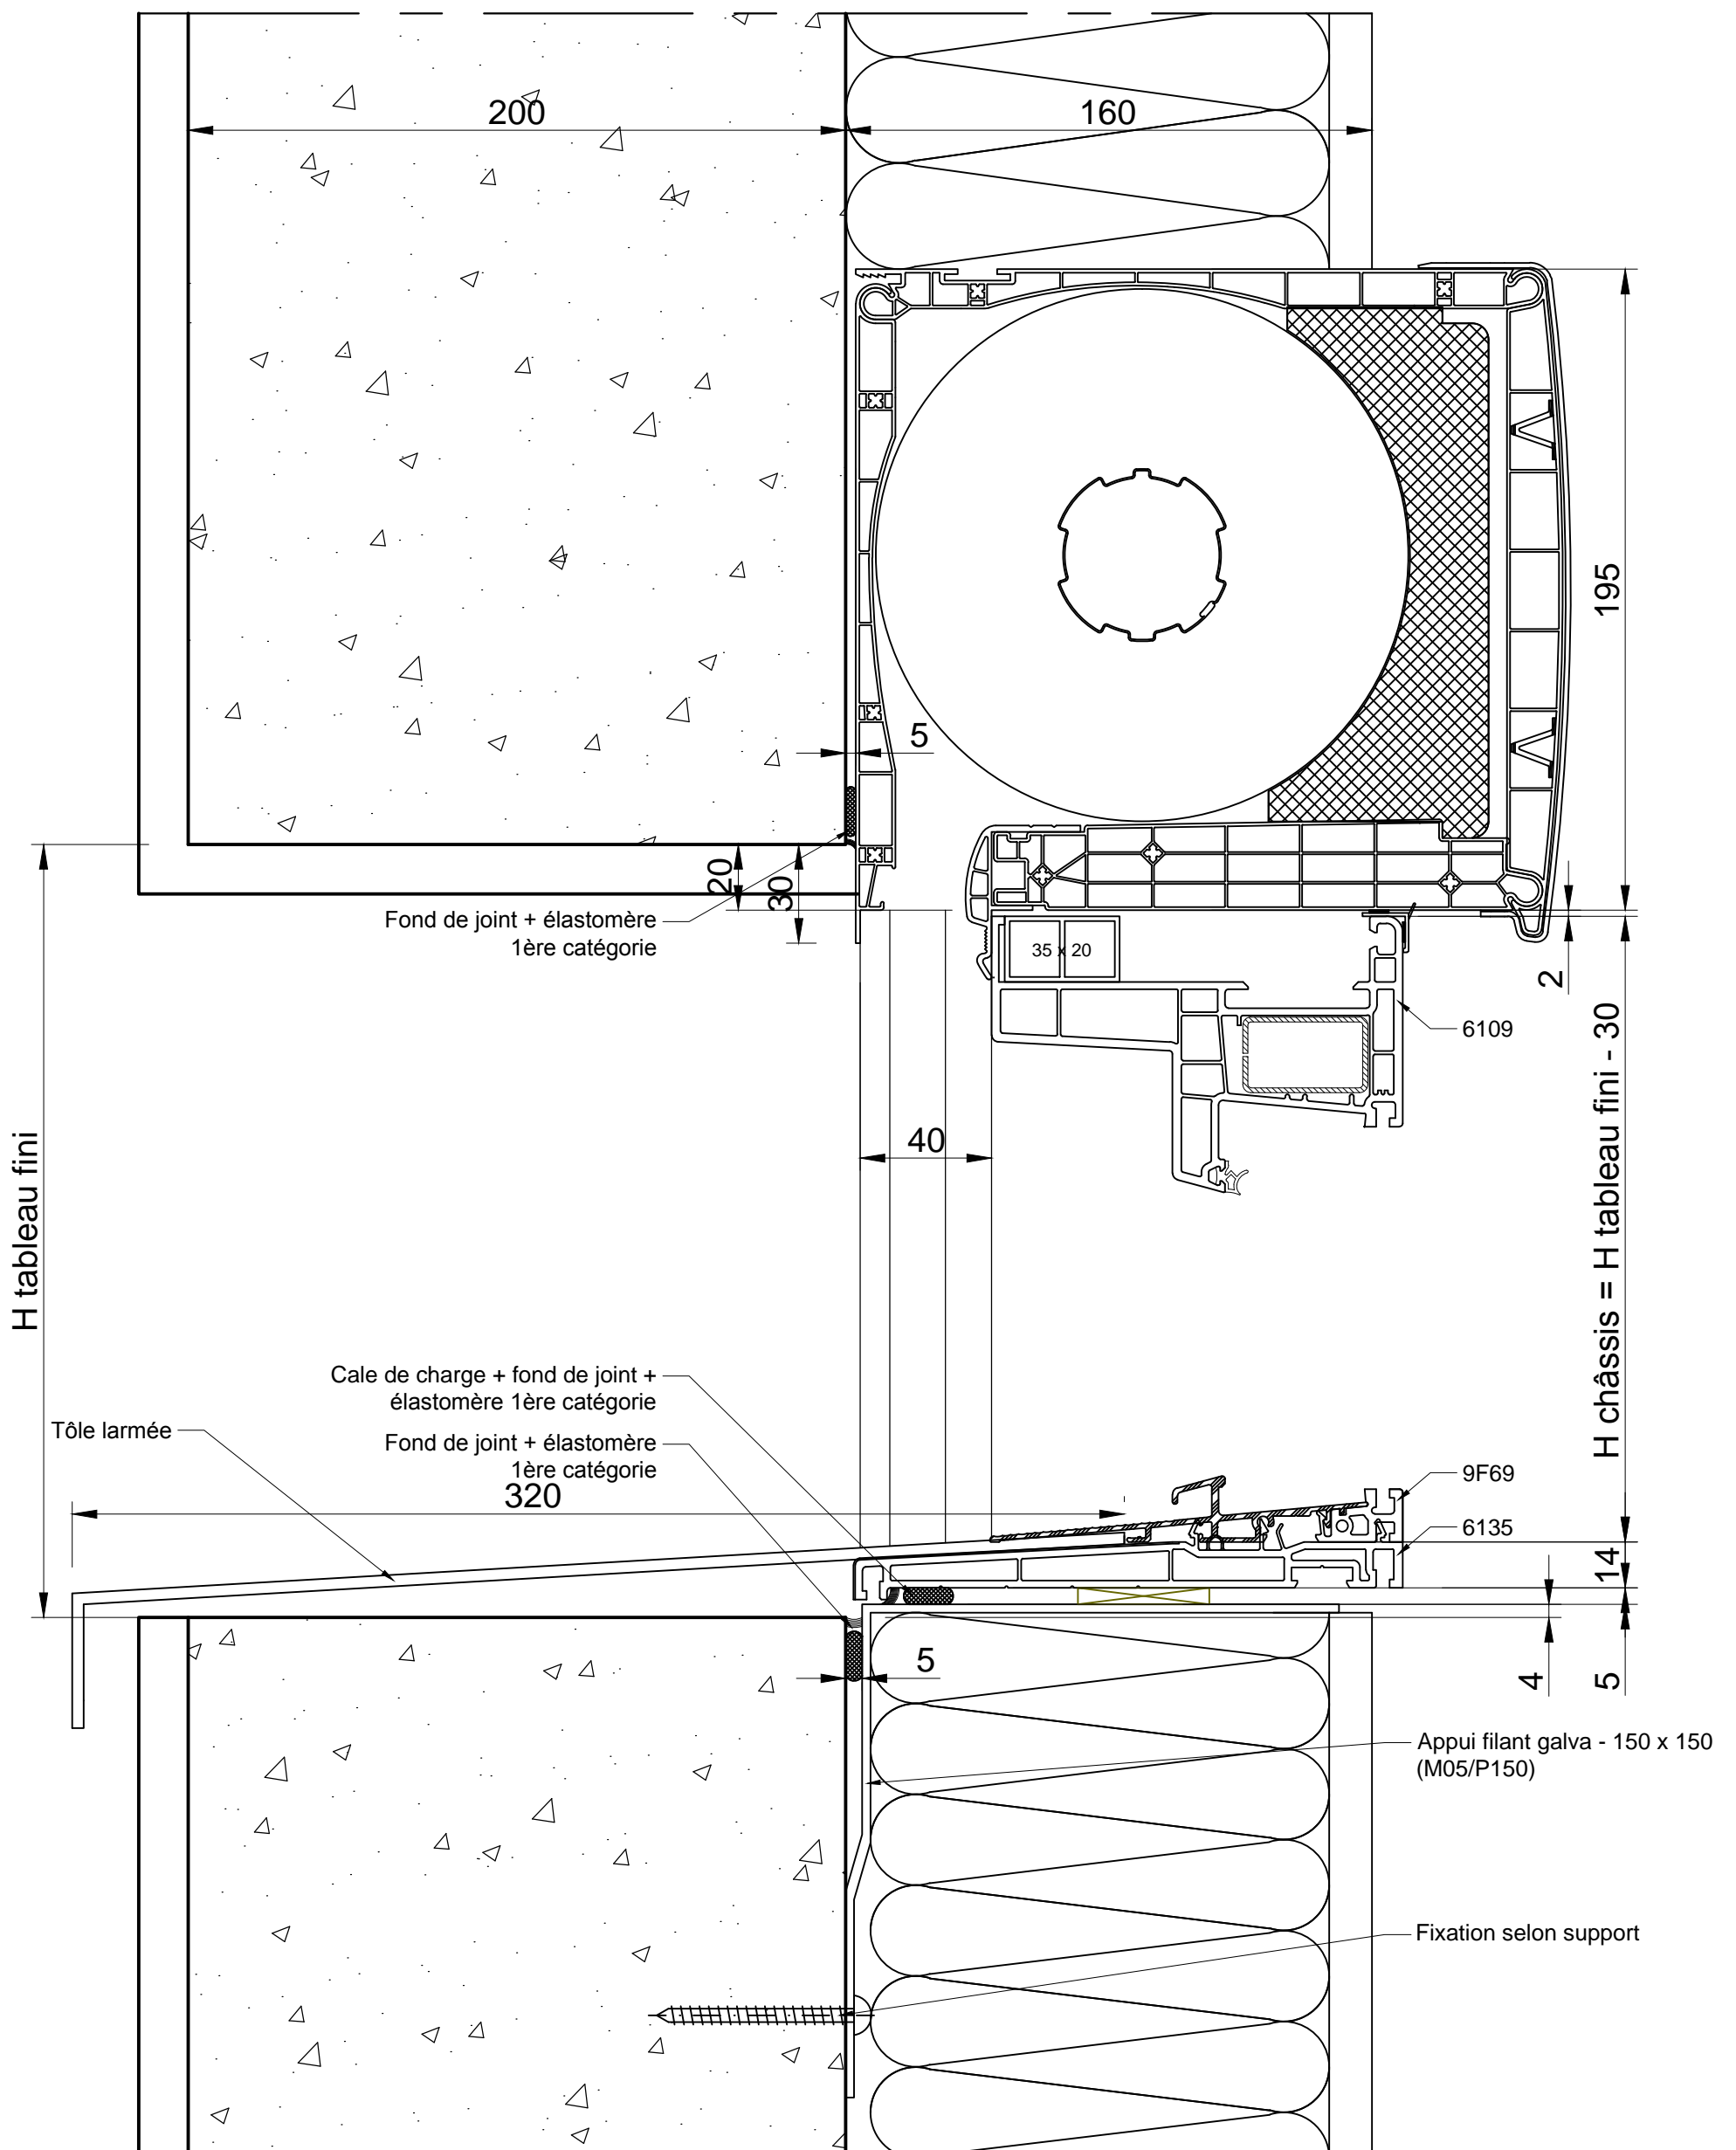 200
160
195
5
20
30
Fond de joint + élastomère
1ère catégorie
35 x 20
2
6109
H châssis = H tableau fini - 30
40
H tableau fini
Cale de charge + fond de joint +
élastomère 1ère catégorie
Tôle larmée
Fond de joint + élastomère
1ère catégorie
320
9F69
6135
14
5
4
5
Appui filant galva - 150 x 150
(M05/P150)
Fixation selon support